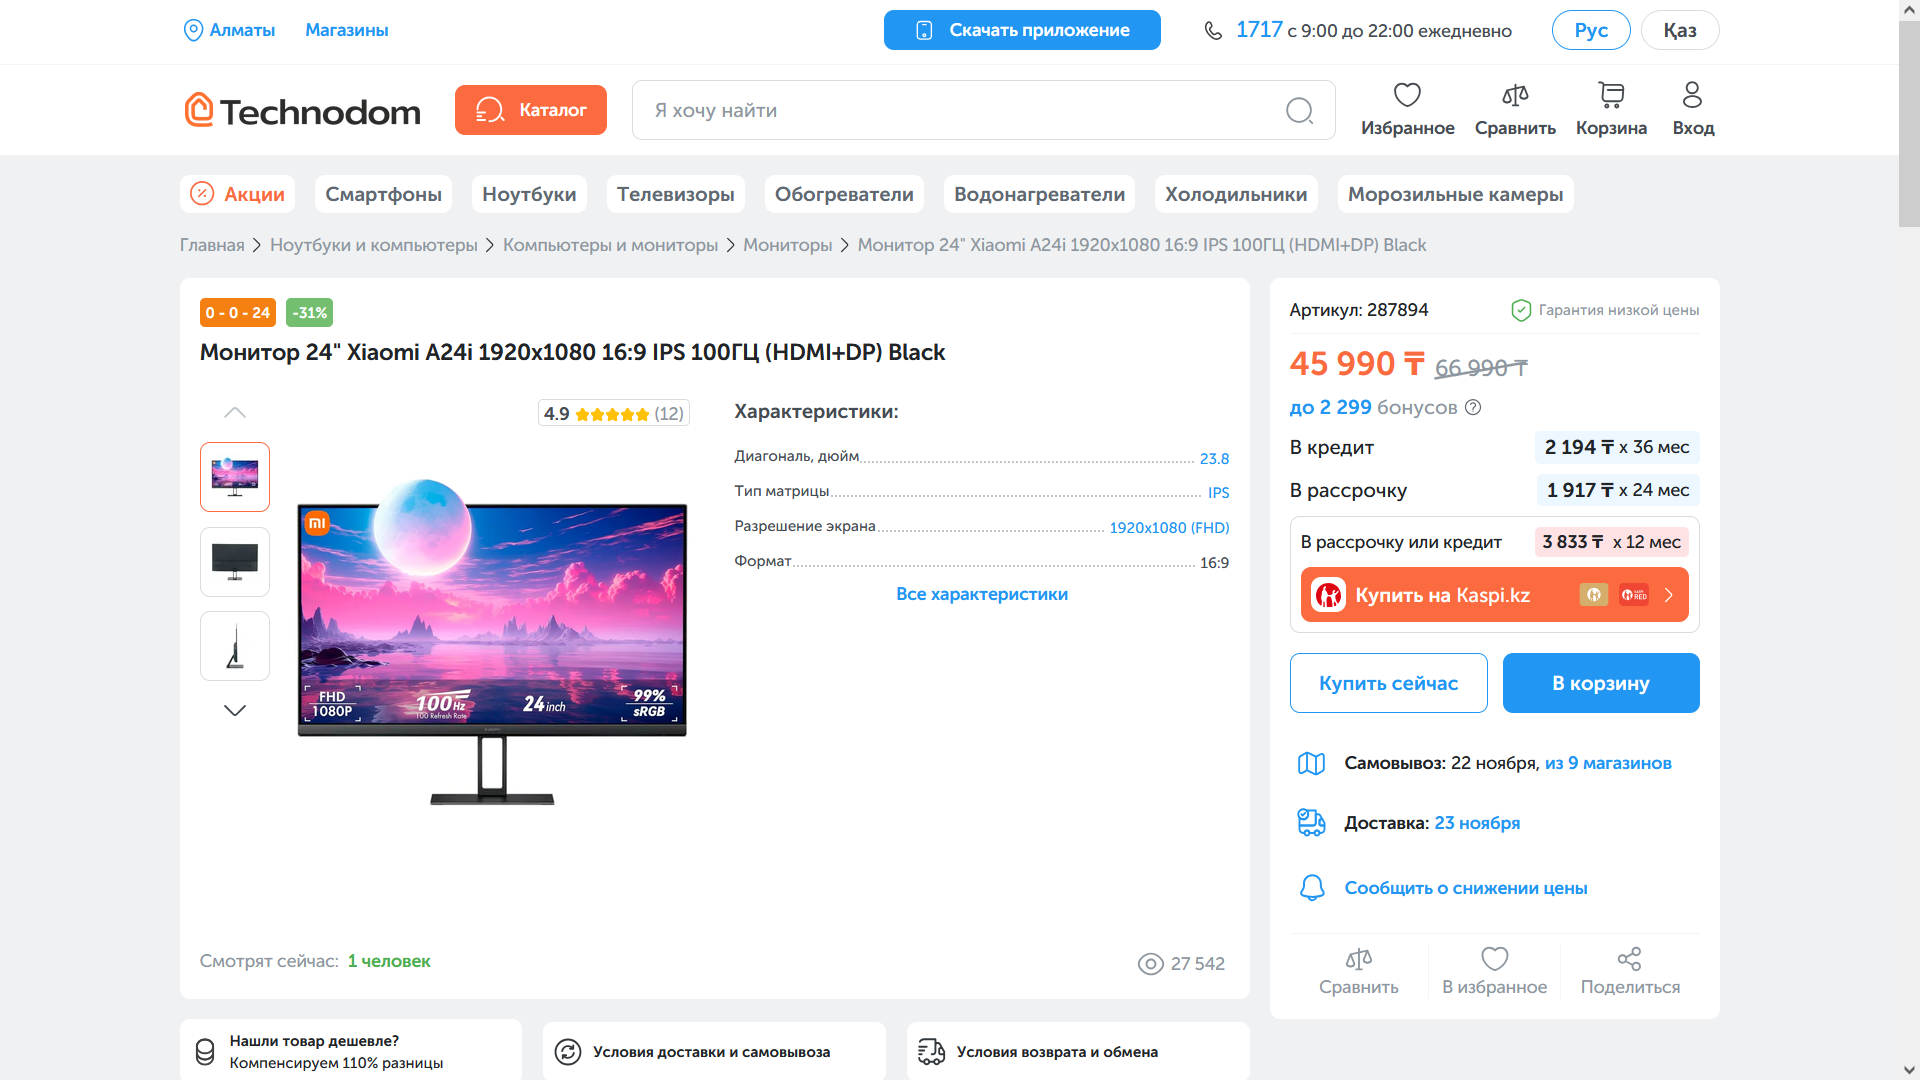 Алматы
Магазины
Скачать приложение
1717 с 9:00 до 22:00 ежедневно
Рус
Қаз
Technodom
Каталог
Я хочу найти
Избранное
Сравнить
Корзина
Вход
Акции
Смартфоны
Ноутбуки
Телевизоры
Обогреватели
Водонагреватели
Холодильники
Морозильные камеры
Главная
Ноутбуки и компьютеры
Компьютеры и мониторы
Мониторы
Монитор 24" Xiaomi A24i 1920x1080 16:9 IPS 100ГЦ (HDMI+DP) Black
0 - 0 - 24
-31%
Монитор 24" Xiaomi A24i 1920x1080 16:9 IPS 100ГЦ (HDMI+DP) Black
4.9 (12)
FHD
1080P
100Hz
100 Refresh Rate
24inch
99%
sRGB
Характеристики:
Диагональ, дюйм 23.8
Тип матрицы IPS
Разрешение экрана 1920x1080 (FHD)
Формат 16:9
Все характеристики
Смотрят сейчас: 1 человек
27 542
Артикул: 287894
Гарантия низкой цены
45 990 ₸ 66 990 ₸
до 2 299 бонусов
В кредит
2 194 ₸ x 36 мес
В рассрочку
1 917 ₸ x 24 мес
В рассрочку или кредит
3 833 ₸ x 12 мес
Купить на Kaspi.kz
RED
Купить сейчас
В корзину
Самовывоз: 22 ноября, из 9 магазинов
Доставка: 23 ноября
Сообщить о снижении цены
Сравнить
В избранное
Поделиться
Нашли товар дешевле?
Компенсируем 110% разницы
Условия доставки и самовывоза
Условия возврата и обмена